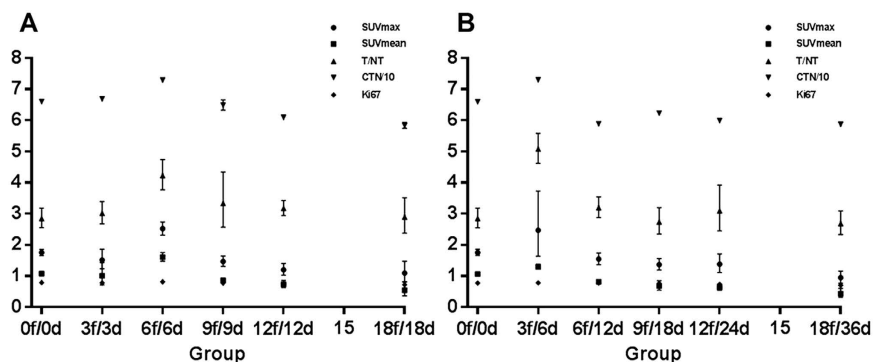 A
SUVmax
SUVmean
T/NT
CTN/10
Ki67
8
7
6
5
4
3
2
1
0
0f/0d 3f/3d 6f/6d 9f/9d 12f/12d 15 18f/18d
Group
B
SUVmax
SUVmean
T/NT
CTN/10
Ki67
8
7
6
5
4
3
2
1
0
0f/0d 3f/6d 6f/12d 9f/18d 12f/24d 15 18f/36d
Group